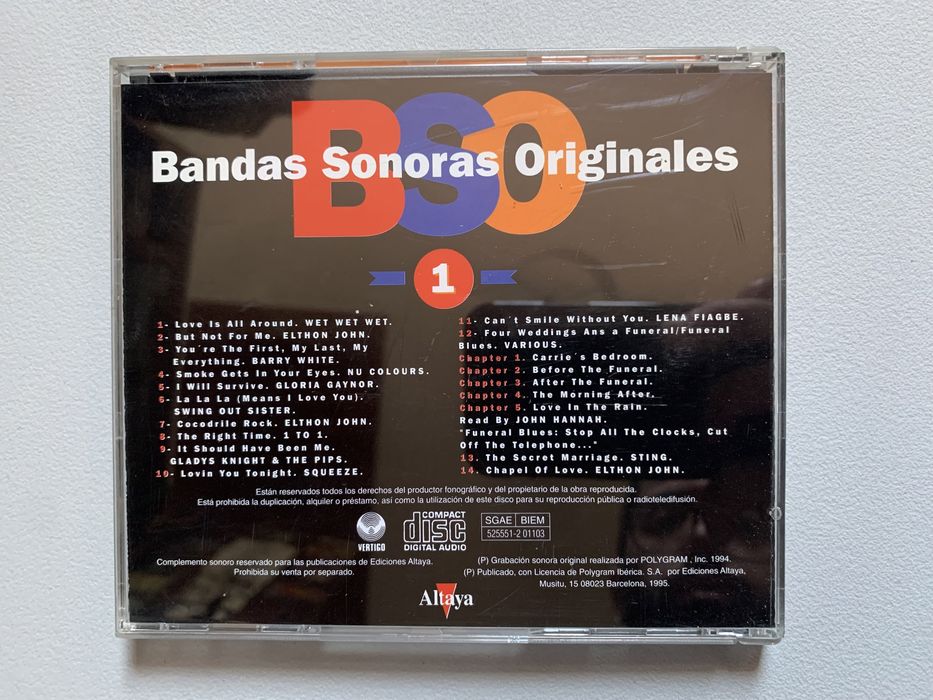 BSO
Bandas Sonoras Originales
1
1- Love Is All Around. WET WET WET.
2- But Not For Me. ELTHON JOHN.
3- You´re The First, My Last, My
Everything. BARRY WHITE.
4- Smoke Gets In Your Eyes. NU COLOURS.
5- I Will Survive. GLORIA GAYNOR.
6- La La La (Means I Love You).
SWING OUT SISTER.
7- Cocodrile Rock. ELTHON JOHN.
8- The Right Time. 1 TO 1.
9- It Should Have Been Me.
GLADYS KNIGHT & THE PIPS.
10- Lovin You Tonight. SQUEEZE.
11- Can´t Smile Without You. LENA FIAGBE.
12- Four Weddings Ans a Funeral/Funeral
Blues. VARIOUS.
Chapter 1. Carrie´s Bedroom.
Chapter 2. Before The Funeral.
Chapter 3. After The Funeral.
Chapter 4. The Morning After.
Chapter 5. Love In The Rain.
Read By JOHN HANNAH.
"Funeral Blues: Stop All The Clocks, Cut
Off The Telephone..."
13. The Secret Marriage. STING.
14. Chapel Of Love. ELTHON JOHN.
Están reservados todos los derechos del productor fonográfico y del propietario de la obra reproducida.
Está prohibida la duplicación, alquiler o préstamo, así como la utilización de este disco para su reproducción pública o radioteledifusión.
VERTIGO
COMPACT
disc
DIGITAL AUDIO
SGAE BIEM
525551-2 01103
Complemento sonoro reservado para las publicaciones de Ediciones Altaya.
Prohibida su venta por separado.
(P) Grabación sonora original realizada por POLYGRAM , Inc. 1994.
(P) Publicado, con Licencia de Polygram Ibérica. S.A. por Ediciones Altaya,
Musitu, 15 08023 Barcelona, 1995.
Altaya